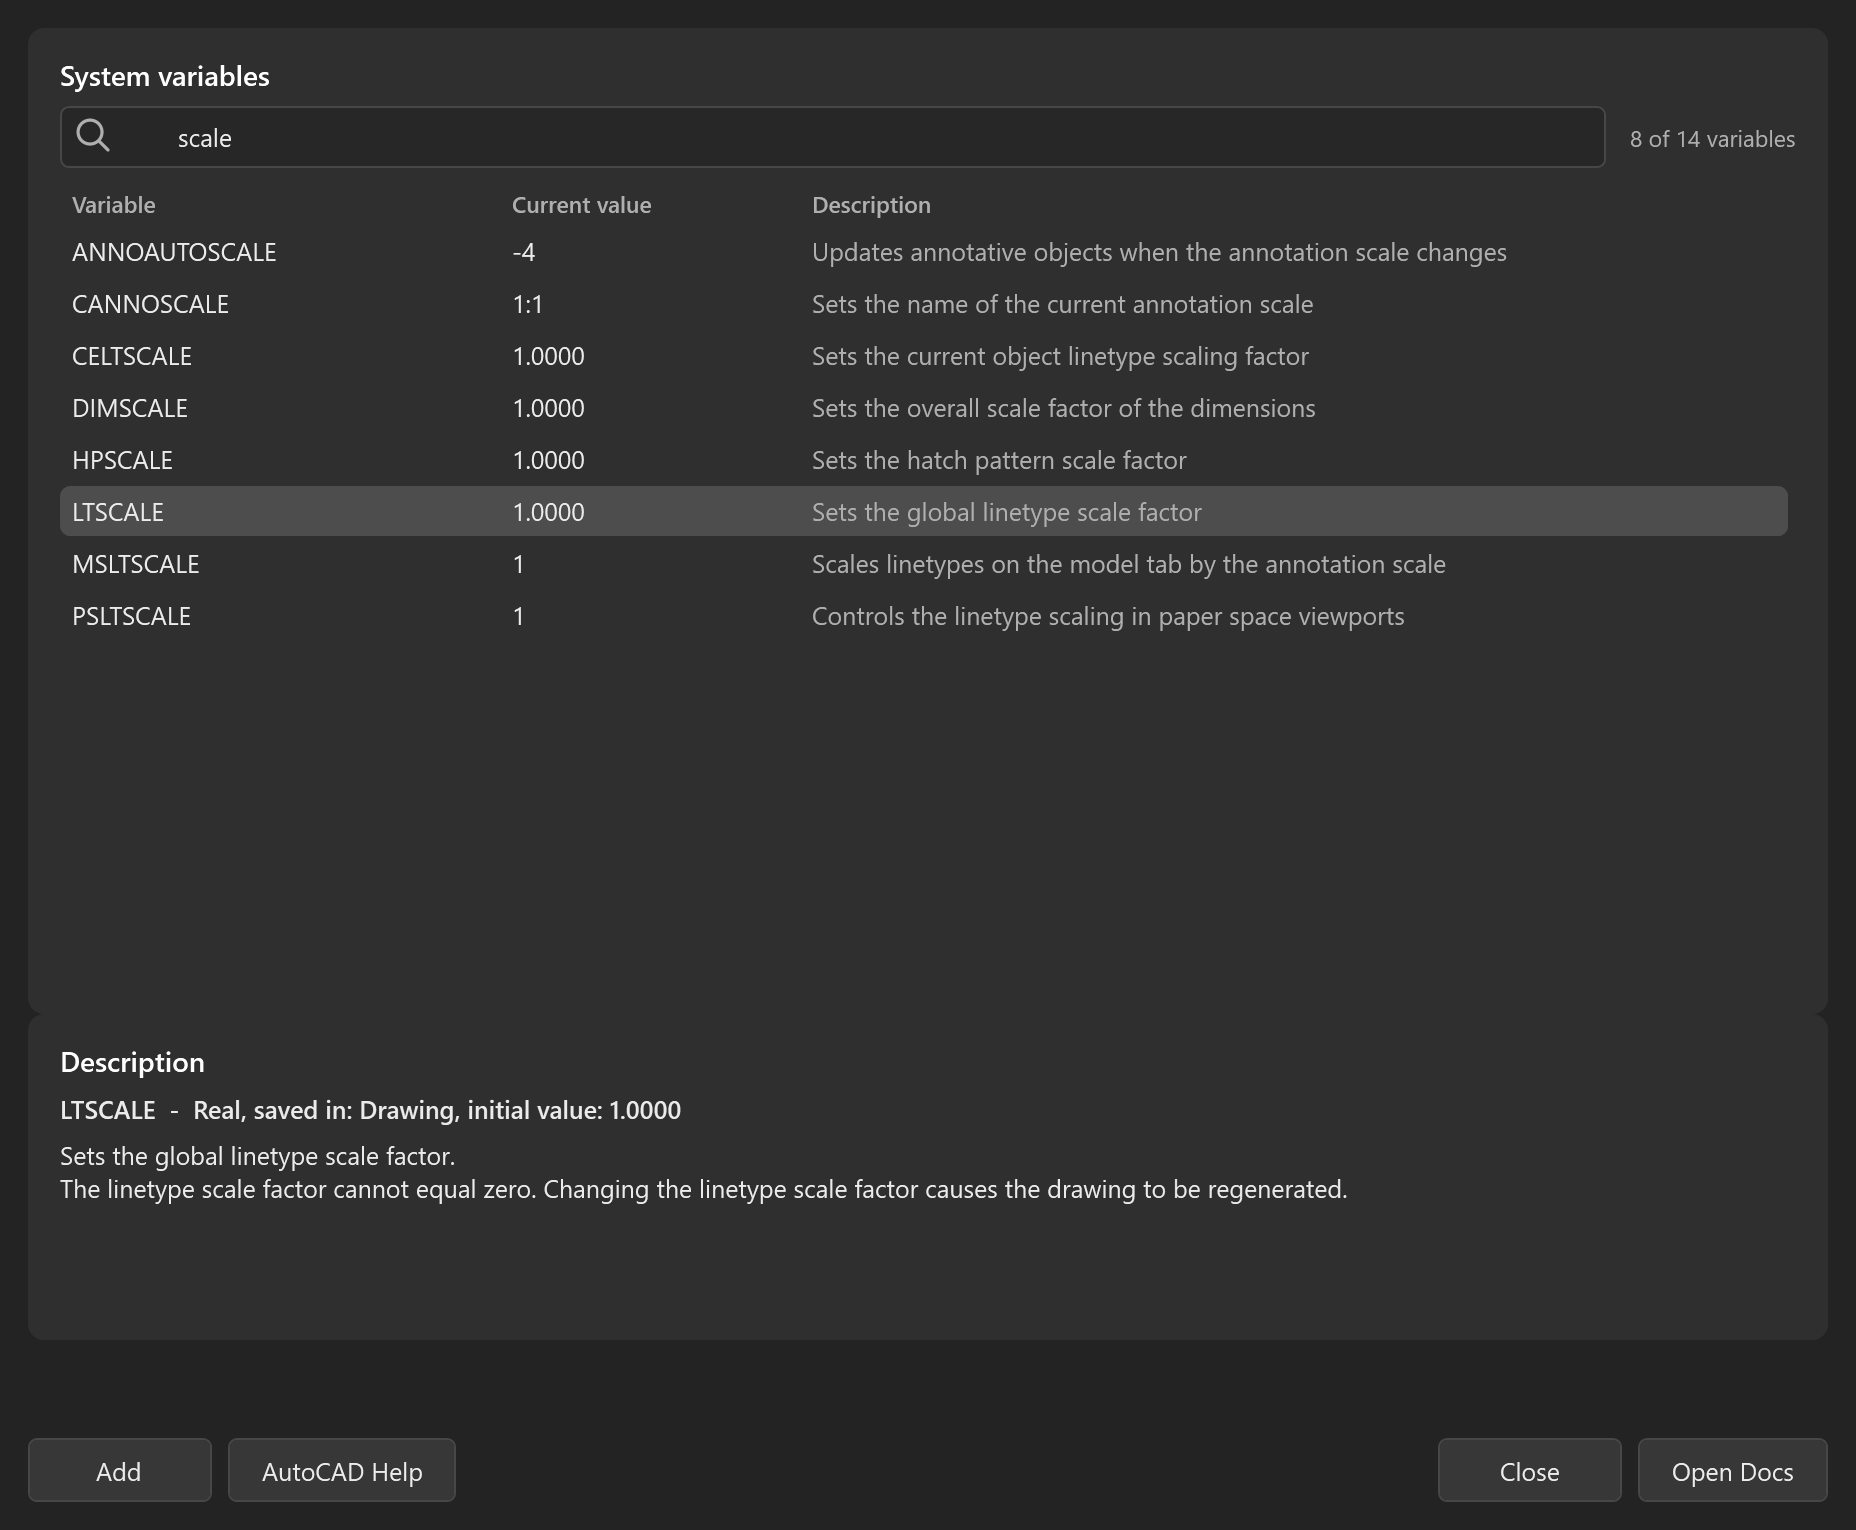 System variables
scale
8 of 14 variables
Variable Current value Description
ANNOAUTOSCALE -4 Updates annotative objects when the annotation scale changes
CANNOSCALE 1:1 Sets the name of the current annotation scale
CELTSCALE 1.0000 Sets the current object linetype scaling factor
DIMSCALE 1.0000 Sets the overall scale factor of the dimensions
HPSCALE 1.0000 Sets the hatch pattern scale factor
LTSCALE 1.0000 Sets the global linetype scale factor
MSLTSCALE 1 Scales linetypes on the model tab by the annotation scale
PSLTSCALE 1 Controls the linetype scaling in paper space viewports
Description
LTSCALE - Real, saved in: Drawing, initial value: 1.0000
Sets the global linetype scale factor.
The linetype scale factor cannot equal zero. Changing the linetype scale factor causes the drawing to be regenerated.
Add AutoCAD Help Close Open Docs